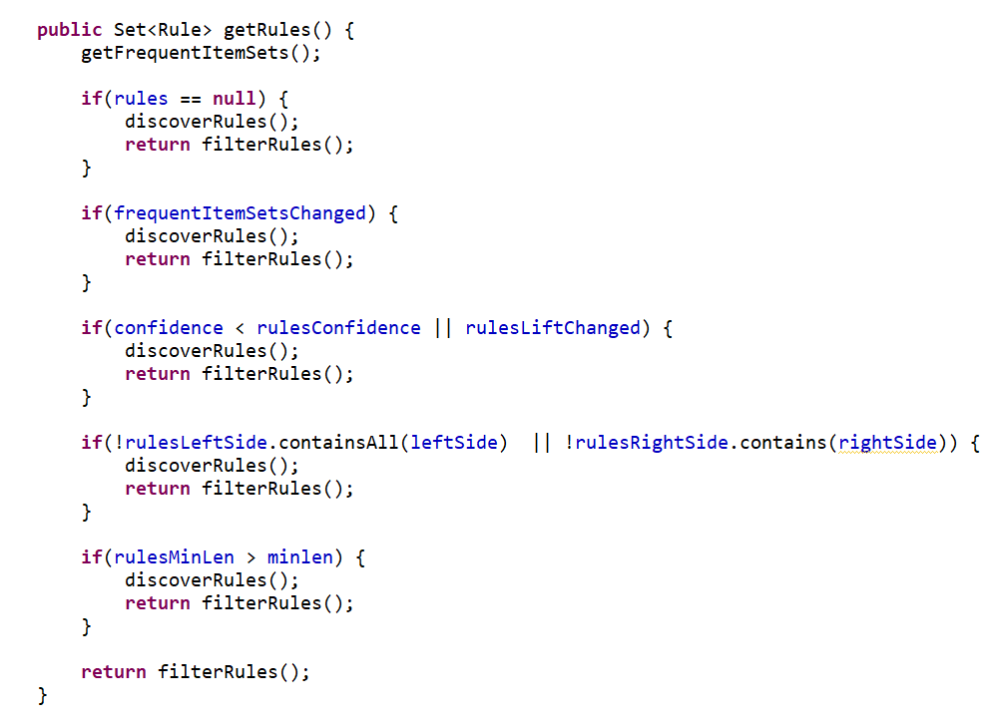 public Set<Rule> getRules() {
    getFrequentItemSets();

    if(rules == null) {
        discoverRules();
        return filterRules();
    }

    if(frequentItemSetsChanged) {
        discoverRules();
        return filterRules();
    }

    if(confidence < rulesConfidence || rulesLiftChanged) {
        discoverRules();
        return filterRules();
    }

    if(!rulesLeftSide.containsAll(leftSide)  || !rulesRightSide.contains(rightSide)) {
        discoverRules();
        return filterRules();
    }

    if(rulesMinLen > minlen) {
        discoverRules();
        return filterRules();
    }

    return filterRules();
}